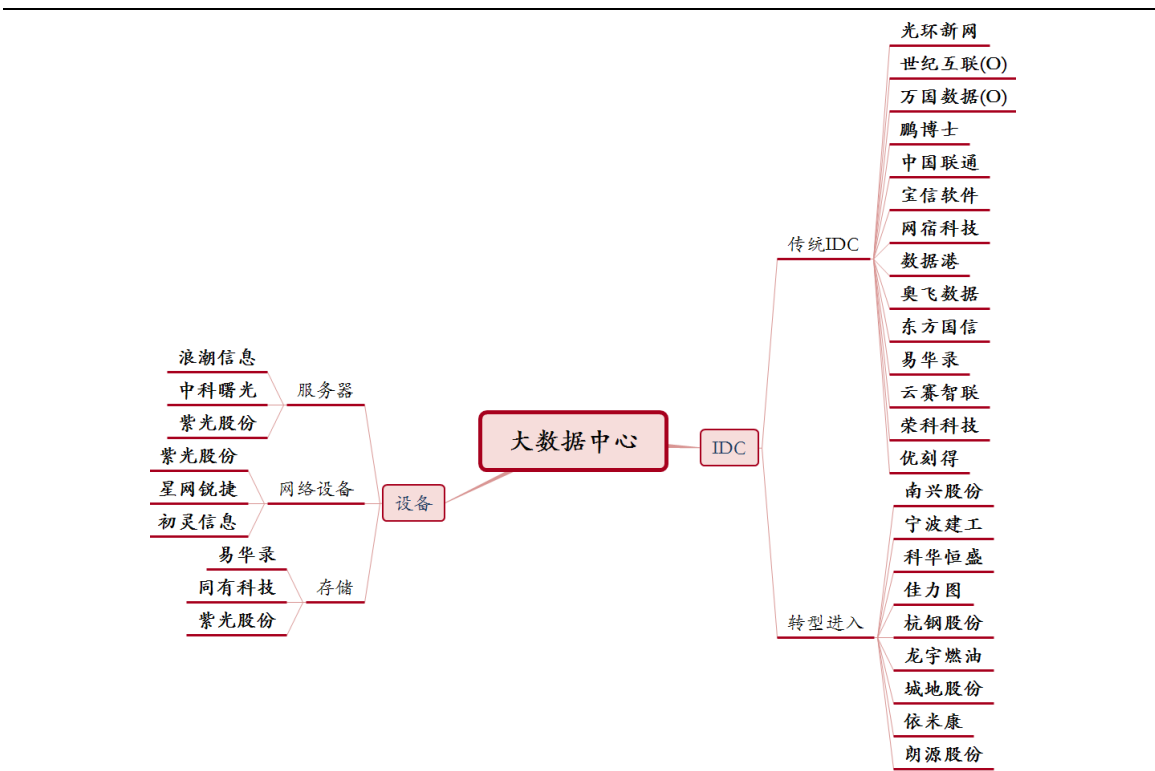 大数据中心
IDC
传统IDC
光环新网
世纪互联(O)
万国数据(O)
鹏博士
中国联通
宝信软件
网宿科技
数据港
奥飞数据
东方国信
易华录
云赛智联
荣科科技
优刻得
转型进入
南兴股份
宁波建工
科华恒盛
佳力图
杭钢股份
龙宇燃油
城地股份
依米康
朗源股份
设备
服务器
浪潮信息
中科曙光
紫光股份
网络设备
紫光股份
星网锐捷
初灵信息
存储
易华录
同有科技
紫光股份